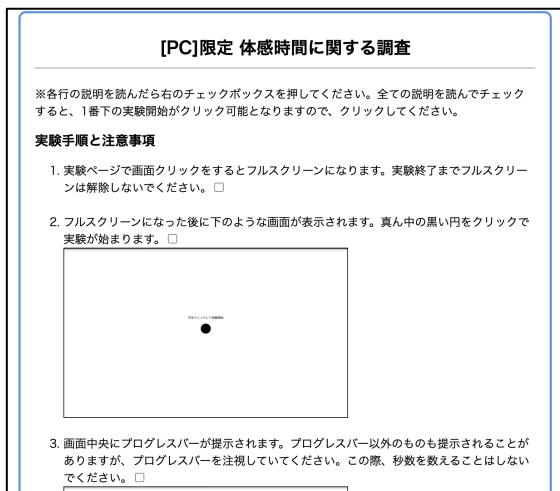 [PC]限定 体感時間に関する調査
※各行の説明を読んだら右のチェックボックスを押してください。全ての説明を読んでチェック
すると、1番下の実験開始がクリック可能となりますので、クリックしてください。
実験手順と注意事項
1. 実験ページで画面クリックをするとフルスクリーンになります。実験終了までフルスクリー
ンは解除しないでください。
2. フルスクリーンになった後に下のような画面が表示されます。真ん中の黒い円をクリックで
実験が始まります。
円をクリックして実験開始
3. 画面中央にプログレスバーが提示されます。プログレスバー以外のものも提示されることが
ありますが、プログレスバーを注視していてください。この際、秒数を数えることはしない
でください。